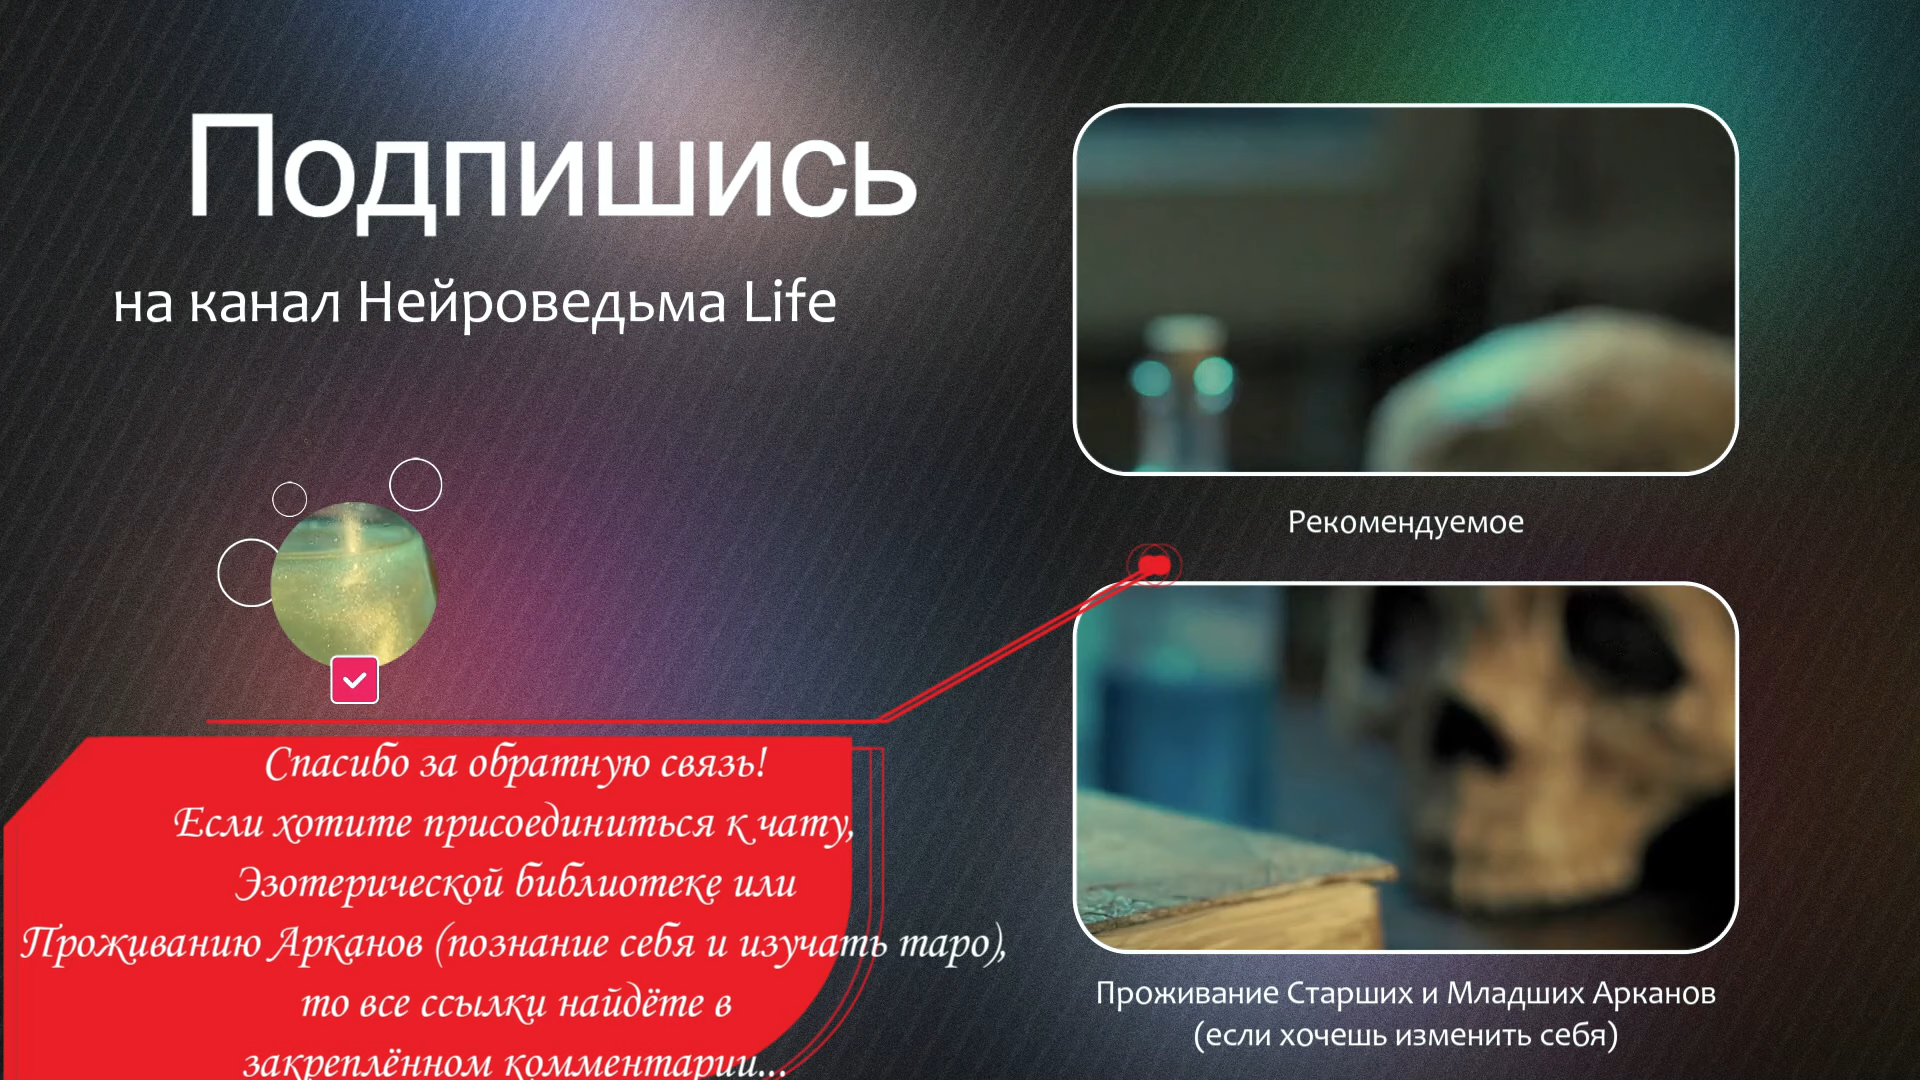 Подпишись
на канал Нейроведьма Life
Рекомендуемое
Спасибо за обратную связь!
Если хотите присоединиться к чату,
Эзотерической библиотеке или
Проживанию Арканов (познание себя и изучать таро),
то все ссылки найдёте в
закреплённом комментарии...
Проживание Старших и Младших Арканов
(если хочешь изменить себя)